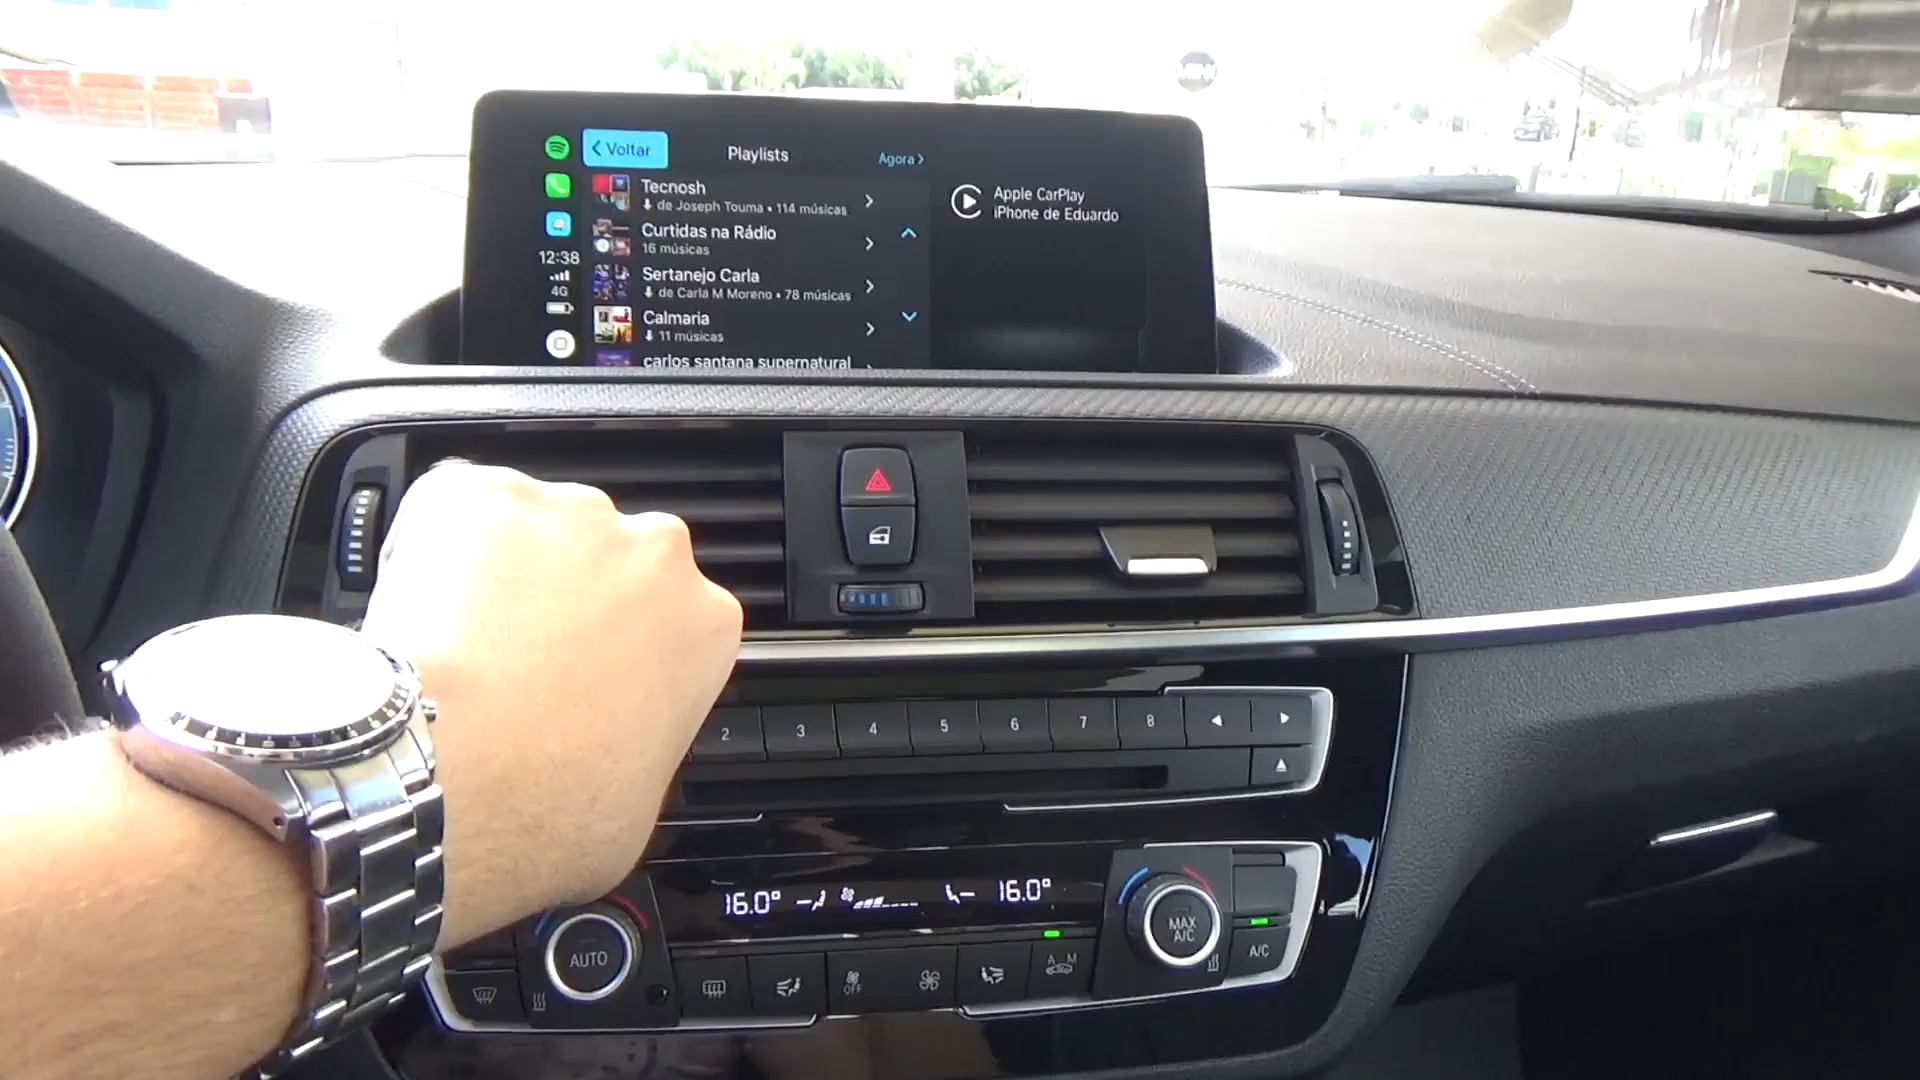 MINI
Voltar
Playlists
Agora
Tecnosh
de Joseph Touma • 114 músicas
Curtidas na Rádio
16 músicas
Sertanejo Carla
de Carla M Moreno • 78 músicas
Calmaria
11 músicas
carlos santana supernatural
12:38
4G
Apple CarPlay
iPhone de Eduardo
2 3 4 5 6 7 8
16.0° 16.0°
AUTO
MAX
A/C
A/C
OFF
A M